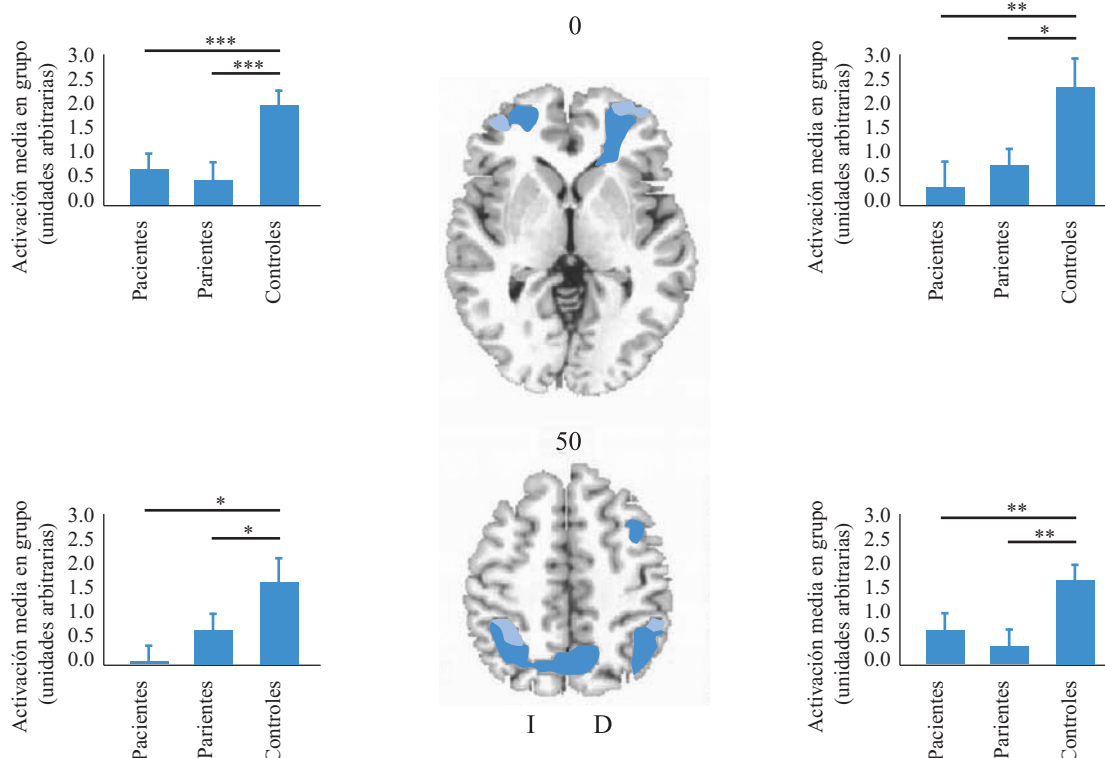 Activación media en grupo
(unidades arbitrarias)
3.0
2.5
2.0
1.5
1.0
0.5
0.0
***
***
Pacientes
Parientes
Controles
0
Activación media en grupo
(unidades arbitrarias)
3.0
2.5
2.0
1.5
1.0
0.5
0.0
**
*
Pacientes
Parientes
Controles
Activación media en grupo
(unidades arbitrarias)
3.0
2.5
2.0
1.5
1.0
0.5
0.0
*
*
Pacientes
Parientes
Controles
50
I D
Activación media en grupo
(unidades arbitrarias)
3.0
2.5
2.0
1.5
1.0
0.5
0.0
**
**
Pacientes
Parientes
Controles